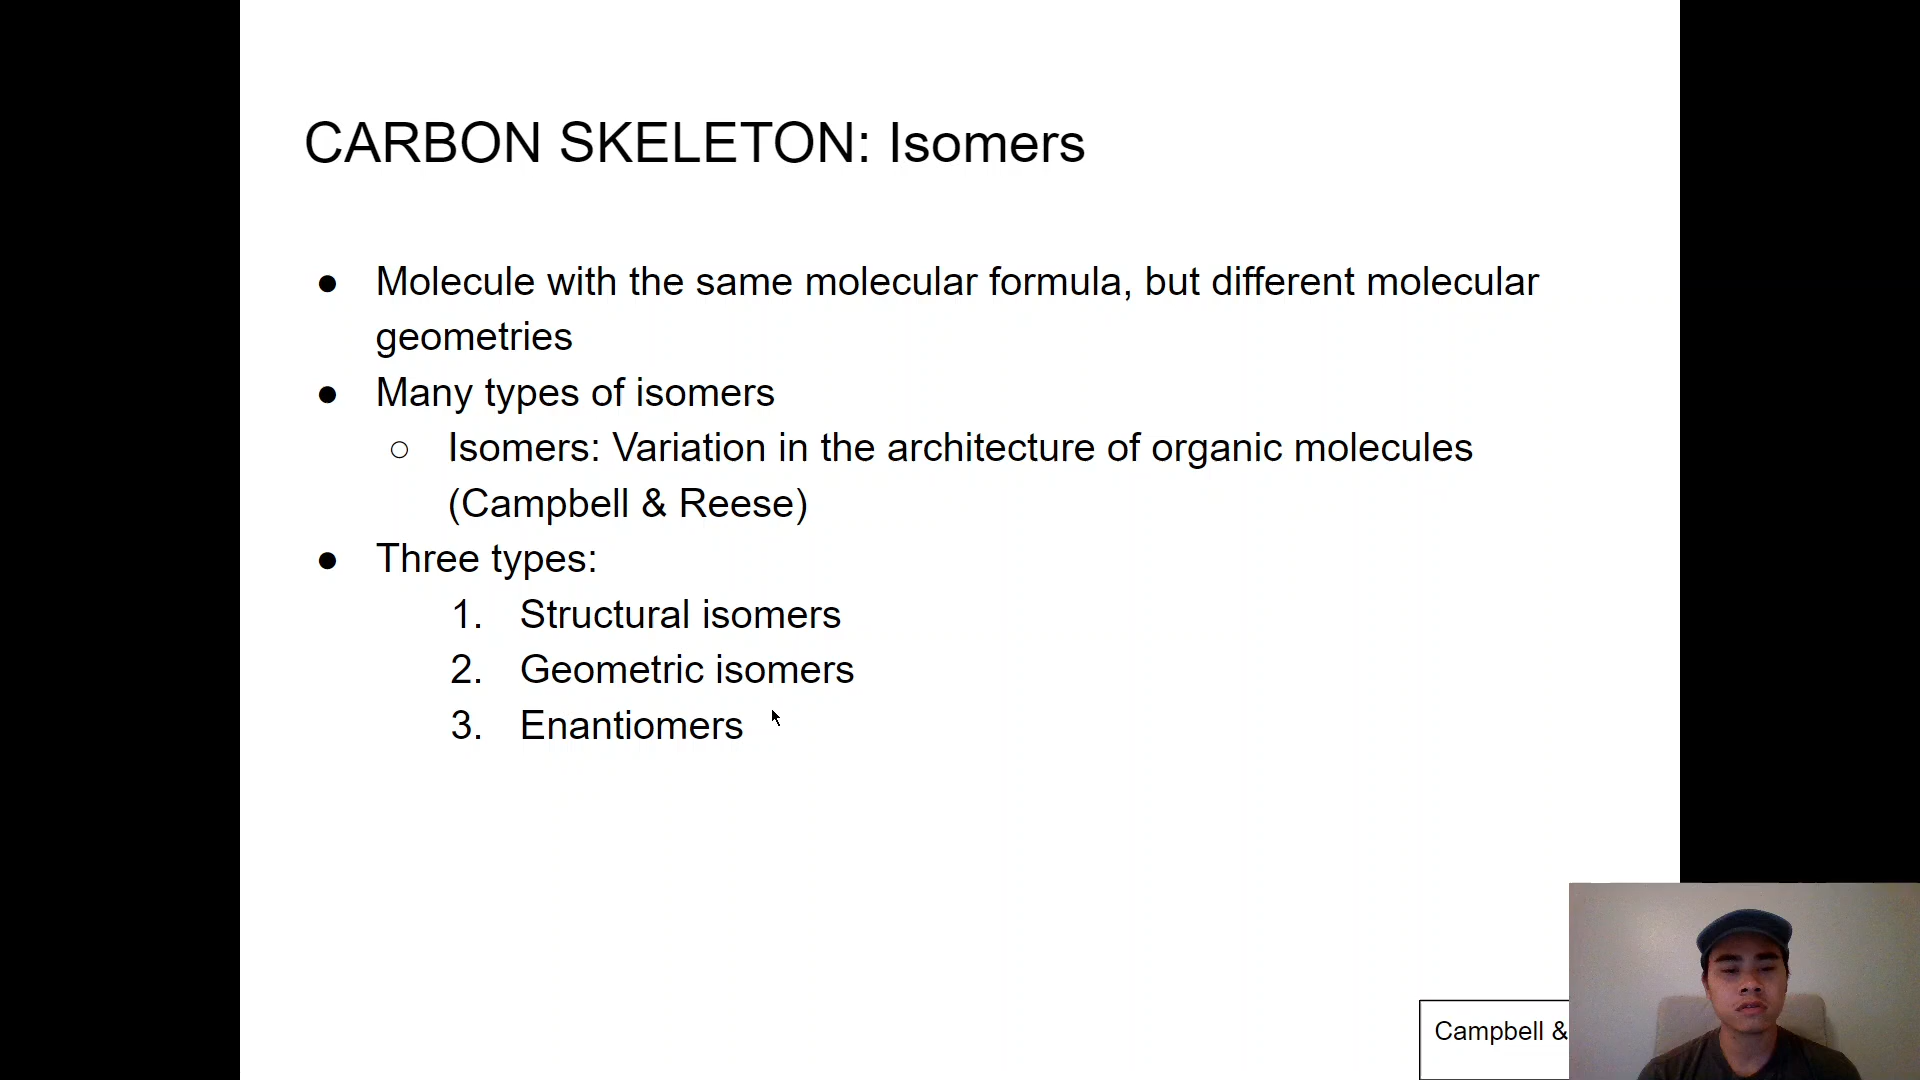 CARBON SKELETON: Isomers
● Molecule with the same molecular formula, but different molecular
geometries
● Many types of isomers
○ Isomers: Variation in the architecture of organic molecules
(Campbell & Reese)
● Three types:
1. Structural isomers
2. Geometric isomers
3. Enantiomers
Campbell &